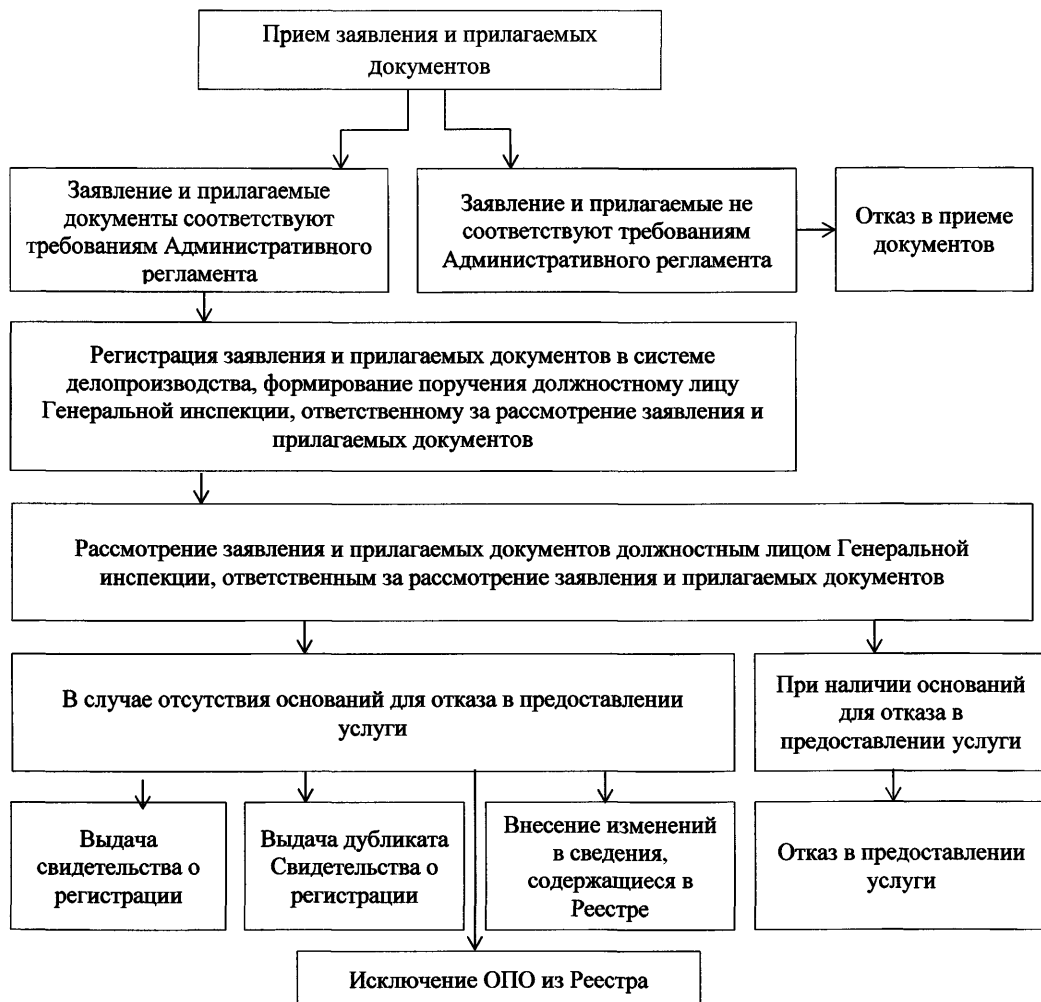 Прием заявления и прилагаемых
документов
Заявление и прилагаемые
документы соответствуют
требованиям Административного
регламента
Заявление и прилагаемые не
соответствуют требованиям
Административного регламента
Отказ в приеме
документов
Регистрация заявления и прилагаемых документов в системе
делопроизводства, формирование поручения должностному лицу
Генеральной инспекции, ответственному за рассмотрение заявления и
прилагаемых документов
Рассмотрение заявления и прилагаемых документов должностным лицом Генеральной
инспекции, ответственным за рассмотрение заявления и прилагаемых документов
В случае отсутствия оснований для отказа в предоставлении
услуги
При наличии оснований
для отказа в
предоставлении услуги
Выдача
свидетельства о
регистрации
Выдача дубликата
Свидетельства о
регистрации
Внесение изменений
в сведения,
содержащиеся в
Реестре
Отказ в предоставлении
услуги
Исключение ОПО из Реестра